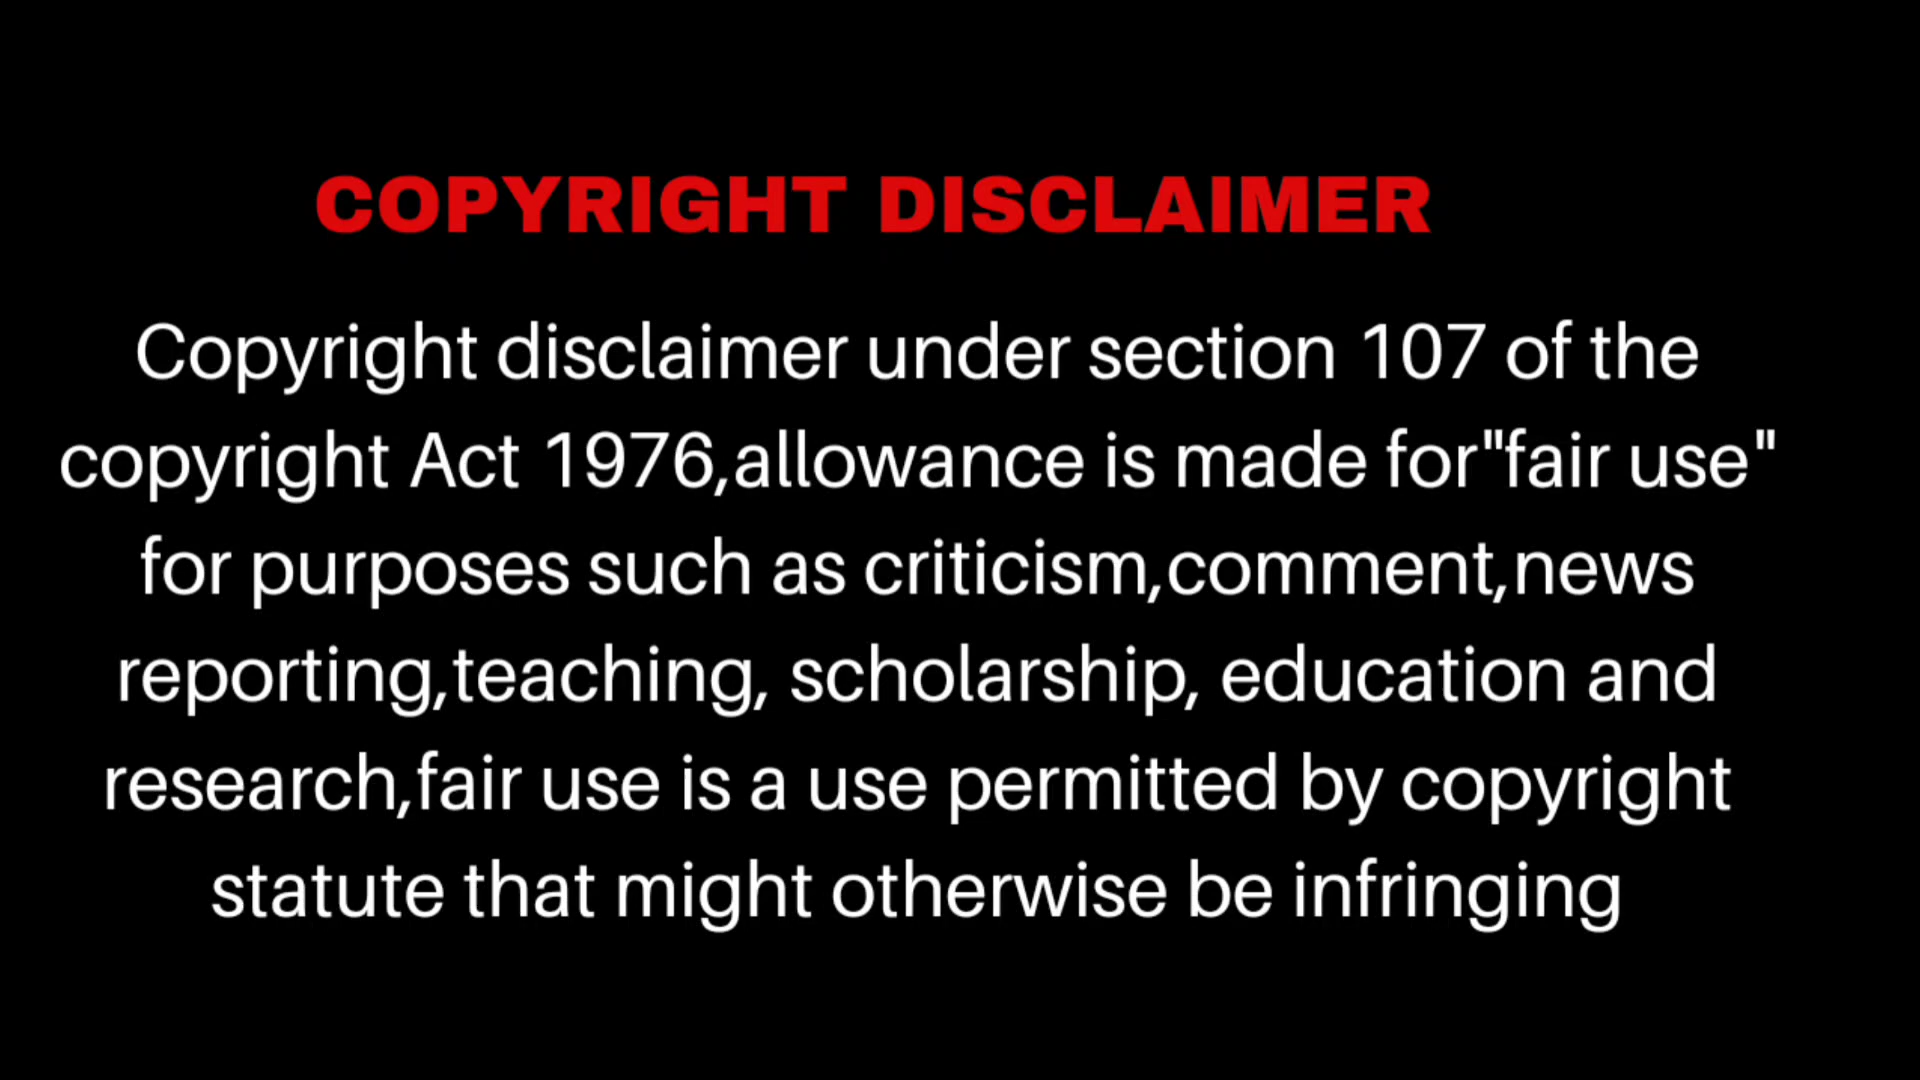 COPYRIGHT DISCLAIMER
Copyright disclaimer under section 107 of the
copyright Act 1976,allowance is made for"fair use"
for purposes such as criticism,comment,news
reporting,teaching, scholarship, education and
research,fair use is a use permitted by copyright
statute that might otherwise be infringing